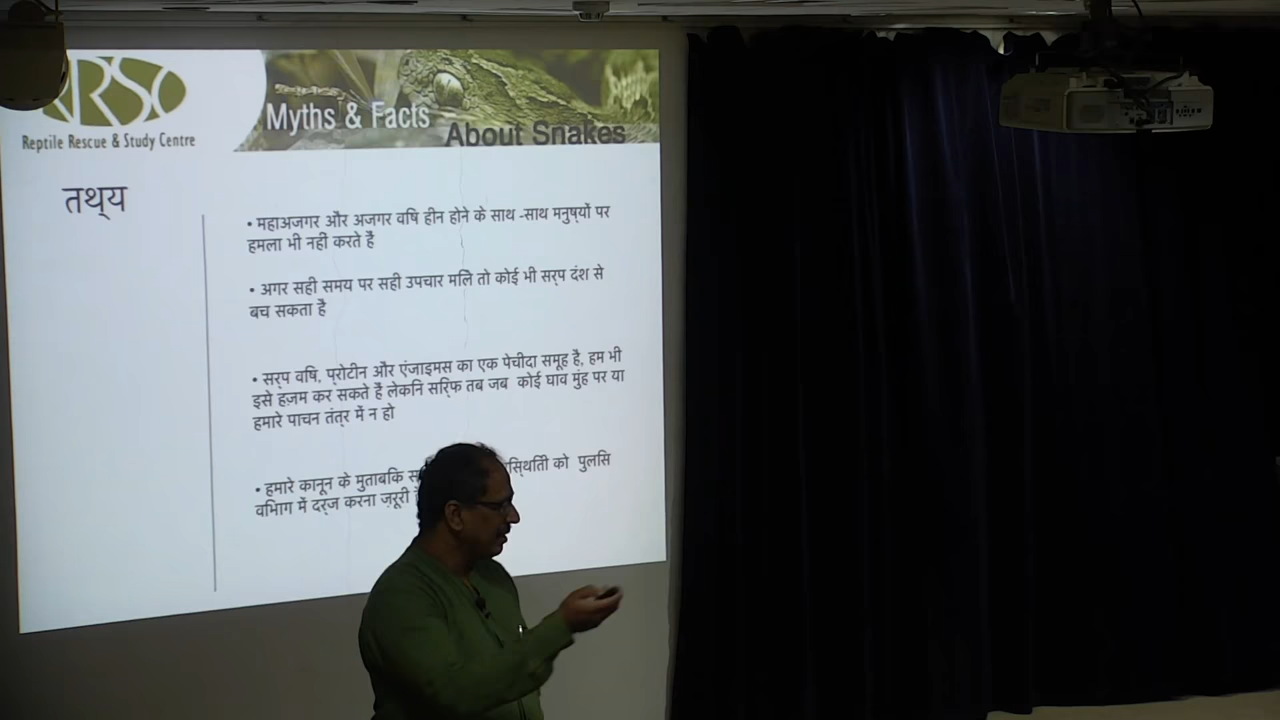 RRSC
Reptile Rescue & Study Centre
Myths & Facts
About Snakes
तथ्य
• महाअजगर और अजगर वषि हीन होने के साथ -साथ मनुष्यों पर
हमला भी नहीं करते हैं
• अगर सही समय पर सही उपचार मलिे तो कोई भी सर्प दंश से
बच सकता है
• सर्प वषि, प्रोटीन और एंजाइमस का एक पेचीदा समूह है, हम भी
इसे हज़म कर सकते है लेकनि सर्फि तब जब कोई घाव मुंह पर या
हमारे पाचन तंत्र में न हो
• हमारे कानून के मुताबकि को पुलसि
वभिाग में दर्ज करना ज़रूरी